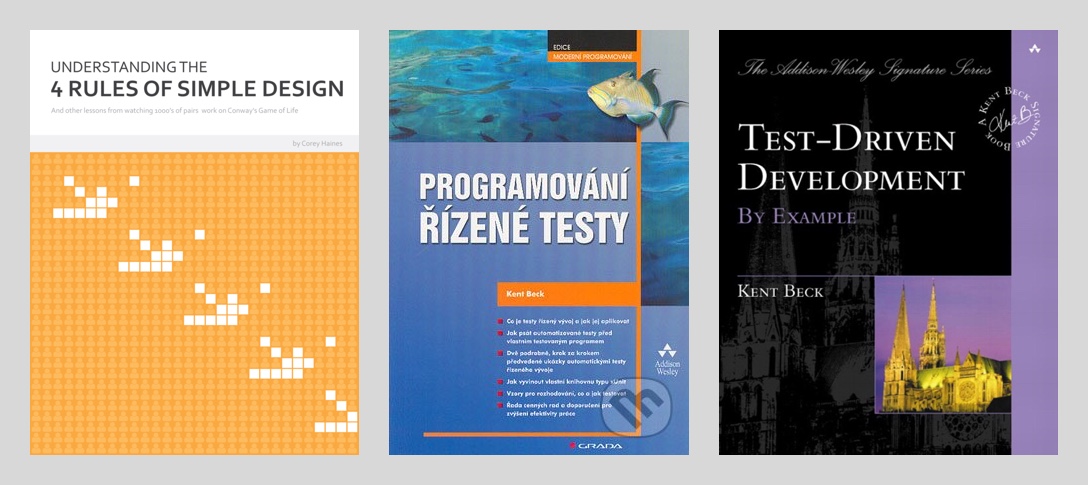 UNDERSTANDING THE
4 RULES OF SIMPLE DESIGN
And other lessons from watching 1000's of pairs work on Conway's Game of Life
by Corey Haines
EDICE
MODERNÍ PROGRAMOVÁNÍ
PROGRAMOVÁNÍ
ŘÍZENÉ TESTY
Kent Beck
Co je testy řízený vývoj a jak jej aplikovat
Jak psát automatizované testy před
vlastním testovaným programem
Dvě podrobné, krok za krokem
předvedené ukázky automatickými testy
řízeného vývoje
Jak vyvinout vlastní knihovnu typu xUnit
Vzory pro rozhodování, co a jak testovat
Řada cenných rad a doporučení pro
zvýšení efektivity práce
Addison
Wesley
GRADA
The Addison-Wesley Signature Series
A KENT BECK SIGNATURE BOOK
TEST-DRIVEN
DEVELOPMENT
BY EXAMPLE
KENT BECK